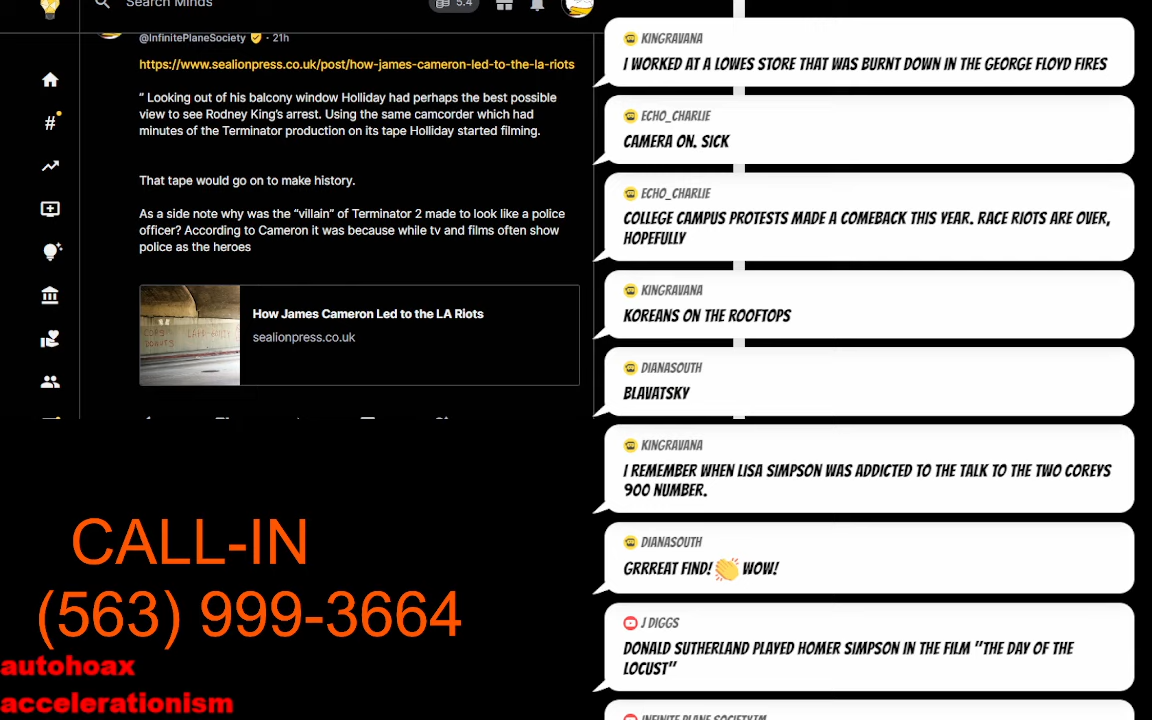 Search Minds
5.4
@InfinitePlaneSociety · 21h
https://www.sealionpress.co.uk/post/how-james-cameron-led-to-the-la-riots
" Looking out of his balcony window Holliday had perhaps the best possible
view to see Rodney King's arrest. Using the same camcorder which had
minutes of the Terminator production on its tape Holliday started filming.
That tape would go on to make history.
As a side note why was the "villain" of Terminator 2 made to look like a police
officer? According to Cameron it was because while tv and films often show
police as the heroes
How James Cameron Led to the LA Riots
sealionpress.co.uk
CALL-IN
(563) 999-3664
autohoax
accelerationism
KINGRAVANA
I WORKED AT A LOWES STORE THAT WAS BURNT DOWN IN THE GEORGE FLOYD FIRES
ECHO_CHARLIE
CAMERA ON. SICK
ECHO_CHARLIE
COLLEGE CAMPUS PROTESTS MADE A COMEBACK THIS YEAR. RACE RIOTS ARE OVER,
HOPEFULLY
KINGRAVANA
KOREANS ON THE ROOFTOPS
DIANASOUTH
BLAVATSKY
KINGRAVANA
I REMEMBER WHEN LISA SIMPSON WAS ADDICTED TO THE TALK TO THE TWO COREYS
900 NUMBER.
DIANASOUTH
GRRREAT FIND! 👏 WOW!
J DIGGS
DONALD SUTHERLAND PLAYED HOMER SIMPSON IN THE FILM "THE DAY OF THE
LOCUST"